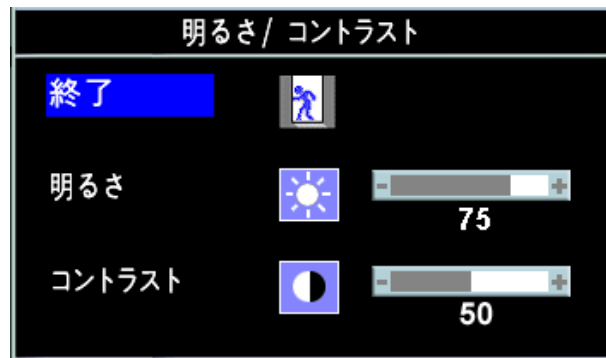 明るさ/ コントラスト
終了
明るさ
- +
75
コントラスト
- +
50